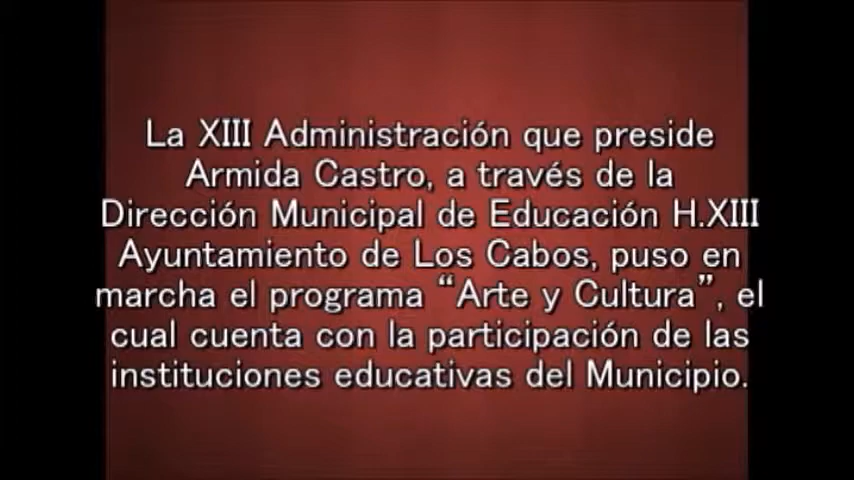 La XIII Administración que preside
Armida Castro, a través de la
Dirección Municipal de Educación H.XIII
Ayuntamiento de Los Cabos, puso en
marcha el programa “Arte y Cultura”, el
cual cuenta con la participación de las
instituciones educativas del Municipio.